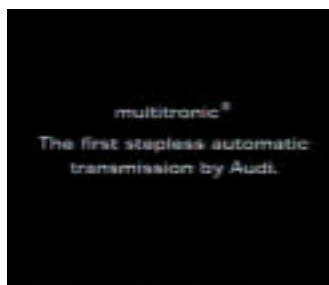 multitronic®
The first stepless automatic
transmission by Audi.